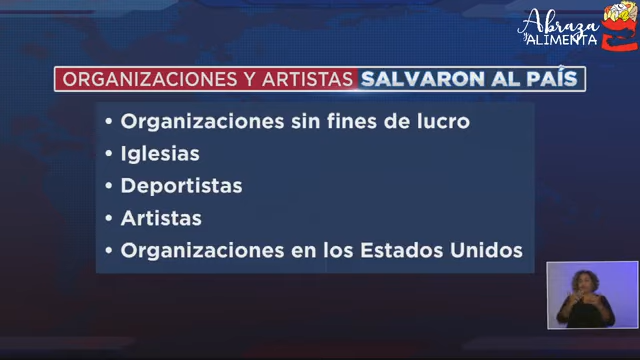 Abraza
y ALIMENTA
ORGANIZACIONES Y ARTISTAS SALVARON AL PAÍS
• Organizaciones sin fines de lucro
• Iglesias
• Deportistas
• Artistas
• Organizaciones en los Estados Unidos